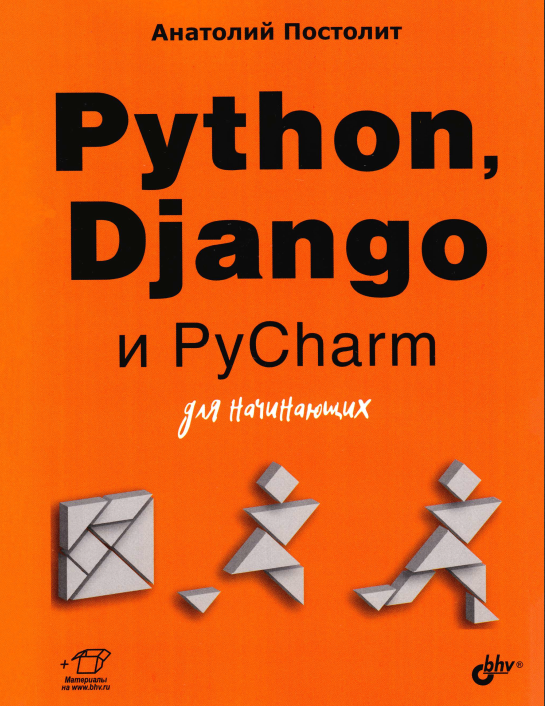 Анатолий Постолит
Python,
Django
и PyCharm
для начинающих
+
Материалы
на www.bhv.ru
bhv®